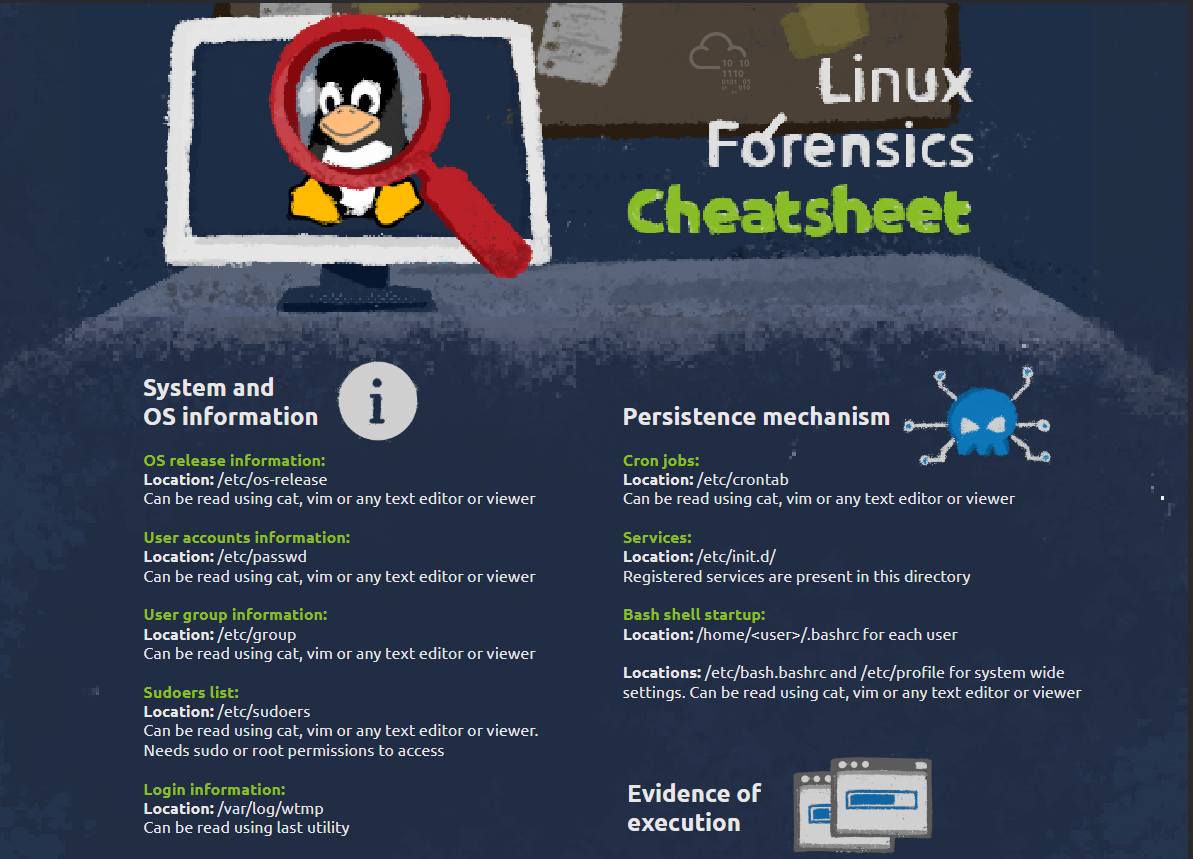 10 10
1110
0101 01
Linux
Forensics
Cheatsheet
System and
OS information
OS release information:
Location: /etc/os-release
Can be read using cat, vim or any text editor or viewer
User accounts information:
Location: /etc/passwd
Can be read using cat, vim or any text editor or viewer
User group information:
Location: /etc/group
Can be read using cat, vim or any text editor or viewer
Sudoers list:
Location: /etc/sudoers
Can be read using cat, vim or any text editor or viewer.
Needs sudo or root permissions to access
Login information:
Location: /var/log/wtmp
Can be read using last utility
Persistence mechanism
Cron jobs:
Location: /etc/crontab
Can be read using cat, vim or any text editor or viewer
Services:
Location: /etc/init.d/
Registered services are present in this directory
Bash shell startup:
Location: /home/<user>/.bashrc for each user
Locations: /etc/bash.bashrc and /etc/profile for system wide
settings. Can be read using cat, vim or any text editor or viewer
Evidence of
execution